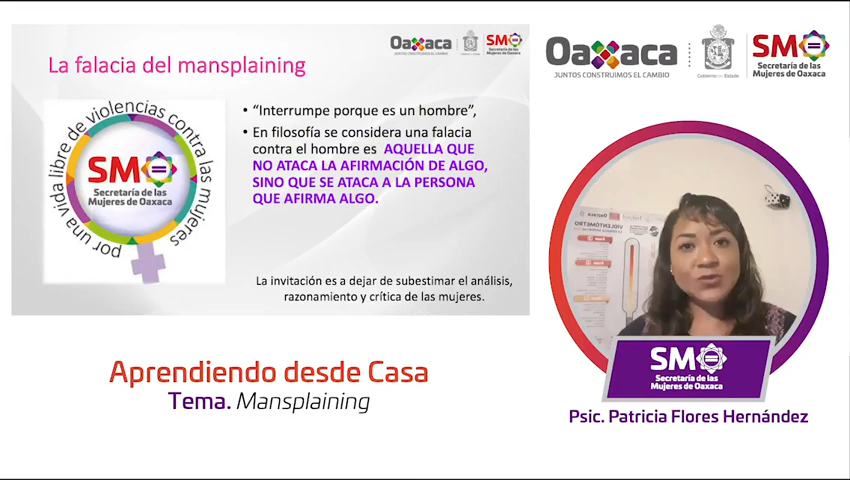 Oaxaca
JUNTOS CONSTRUIMOS EL CAMBIO
SM
Secretaría de las
Mujeres de Oaxaca
La falacia del mansplaining
por una vida libre de violencias contra las mujeres
SM
Secretaría de las
Mujeres de Oaxaca
• “Interrumpe porque es un hombre”,
• En filosofía se considera una falacia
contra el hombre es AQUELLA QUE
NO ATACA LA AFIRMACIÓN DE ALGO,
SINO QUE SE ATACA A LA PERSONA
QUE AFIRMA ALGO.
La invitación es a dejar de subestimar el análisis,
razonamiento y crítica de las mujeres.
Oaxaca
JUNTOS CONSTRUIMOS EL CAMBIO
Gobierno del Estado
SM
Secretaría de las
Mujeres de Oaxaca
VIOLENTÓMETRO
SM
Secretaría de las
Mujeres de Oaxaca
Psic. Patricia Flores Hernández
Aprendiendo desde Casa
Tema. Mansplaining